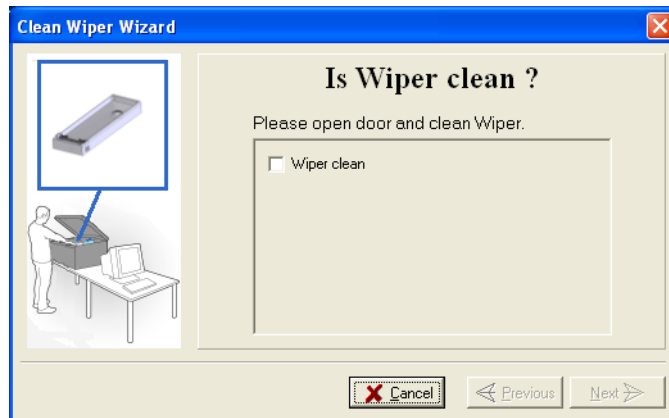 Clean Wiper Wizard
Is Wiper clean ?
Please open door and clean Wiper.
Wiper clean
Cancel
Previous
Next